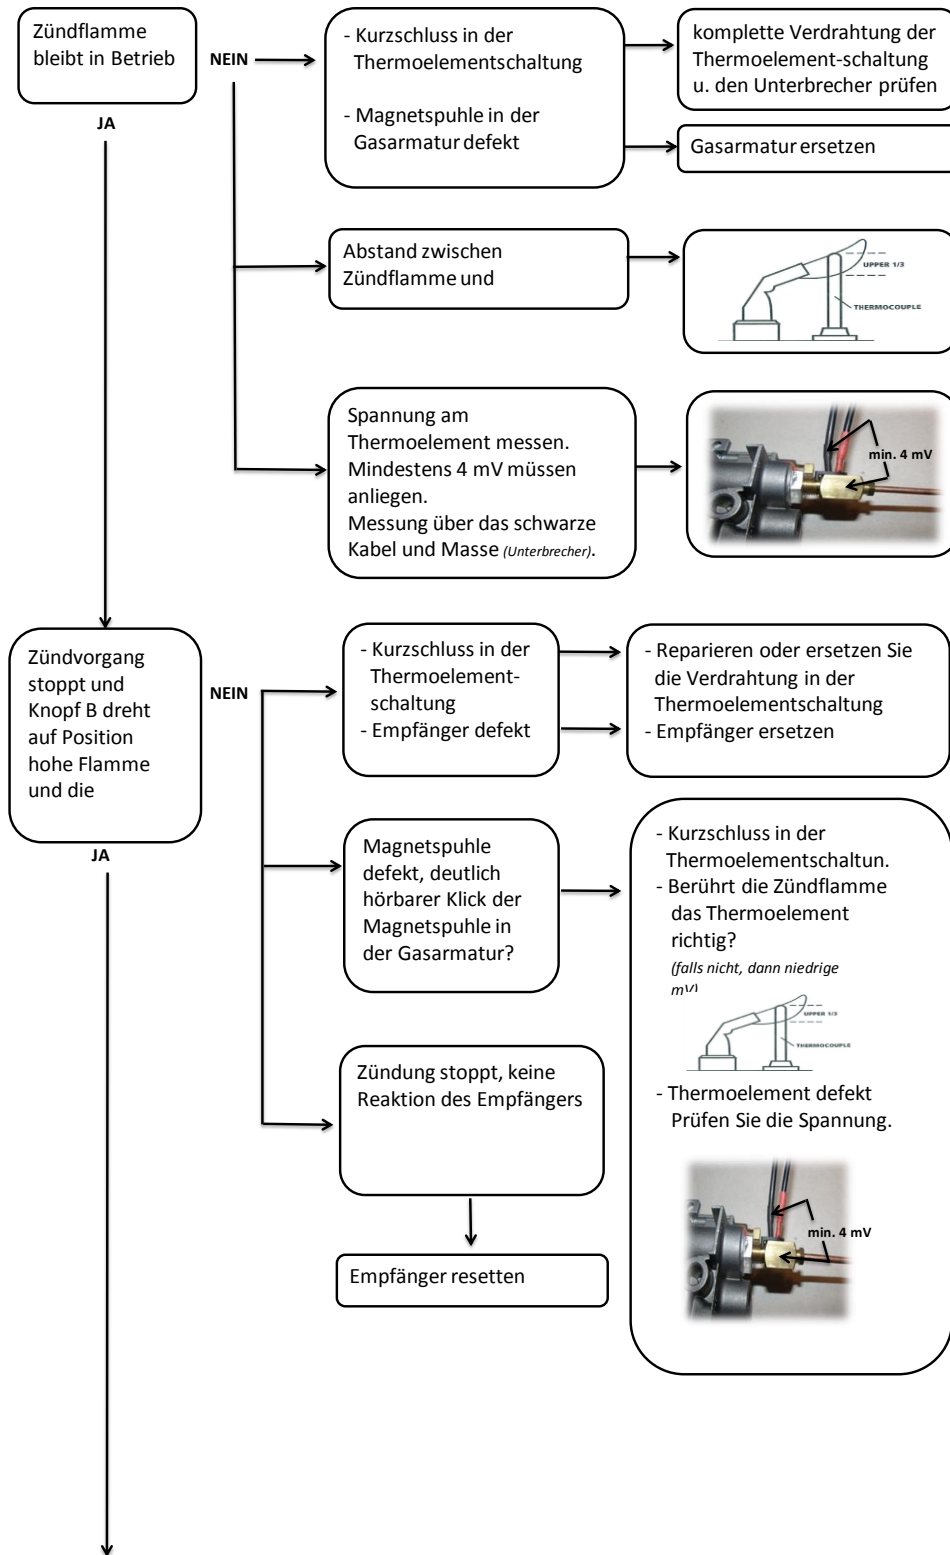 Zündflamme
bleibt in Betrieb
NEIN
- Kurzschluss in der
Thermoelementschaltung
- Magnetspuhle in der
Gasarmatur defekt
komplette Verdrahtung der
Thermoelement-schaltung
u. den Unterbrecher prüfen
Gasarmatur ersetzen
JA
Abstand zwischen
Zündflamme und
UPPER 1/3
THERMOCOUPLE
Spannung am
Thermoelement messen.
Mindestens 4 mV müssen
anliegen.
Messung über das schwarze
Kabel und Masse (Unterbrecher).
min. 4 mV
Zündvorgang
stoppt und
Knopf B dreht
auf Position
hohe Flamme
und die
NEIN
- Kurzschluss in der
Thermoelement-
schaltung
- Empfänger defekt
- Reparieren oder ersetzen Sie
die Verdrahtung in der
Thermoelementschaltung
- Empfänger ersetzen
JA
Magnetspuhle
defekt, deutlich
hörbarer Klick der
Magnetspuhle in
der Gasarmatur?
- Kurzschluss in der
Thermoelementschaltun.
- Berührt die Zündflamme
das Thermoelement
richtig?
(falls nicht, dann niedrige
mV)
UPPER 1/3
THERMOCOUPLE
- Thermoelement defekt
Prüfen Sie die Spannung.
min. 4 mV
Zündung stoppt, keine
Reaktion des Empfängers
Empfänger resetten